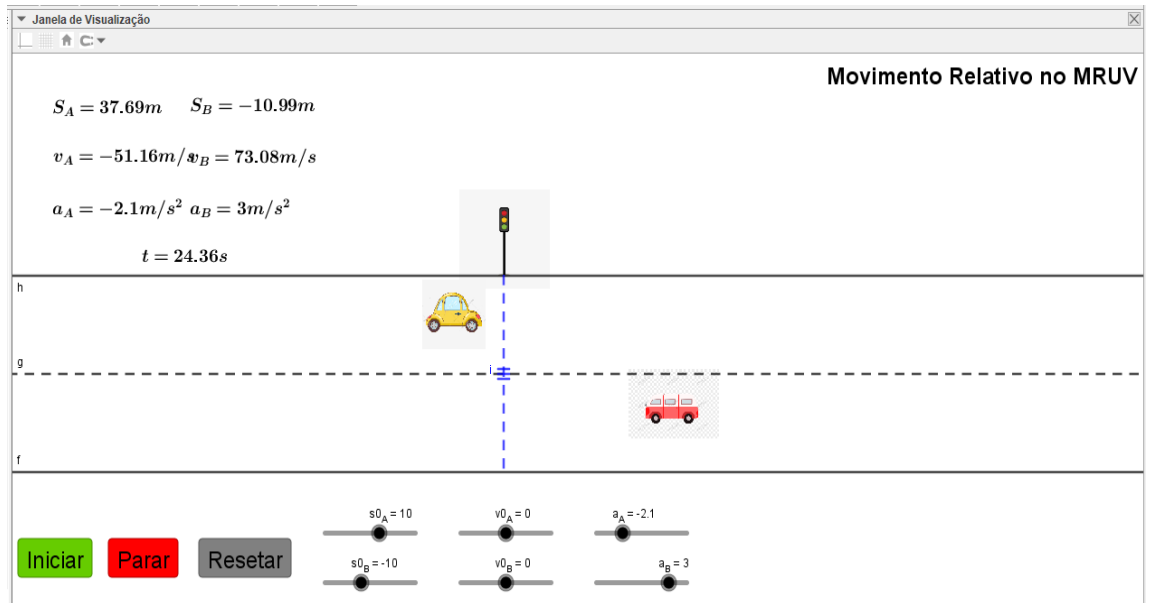 Janela de Visualização
Movimento Relativo no MRUV
S_A = 37.69m S_B = −10.99m
v_A = −51.16m/s v_B = 73.08m/s
a_A = −2.1m/s² a_B = 3m/s²
t = 24.36s
h
g
i
f
s0_A = 10 v0_A = 0 a_A = -2.1
Iniciar Parar Resetar
s0_B = -10 v0_B = 0 a_B = 3